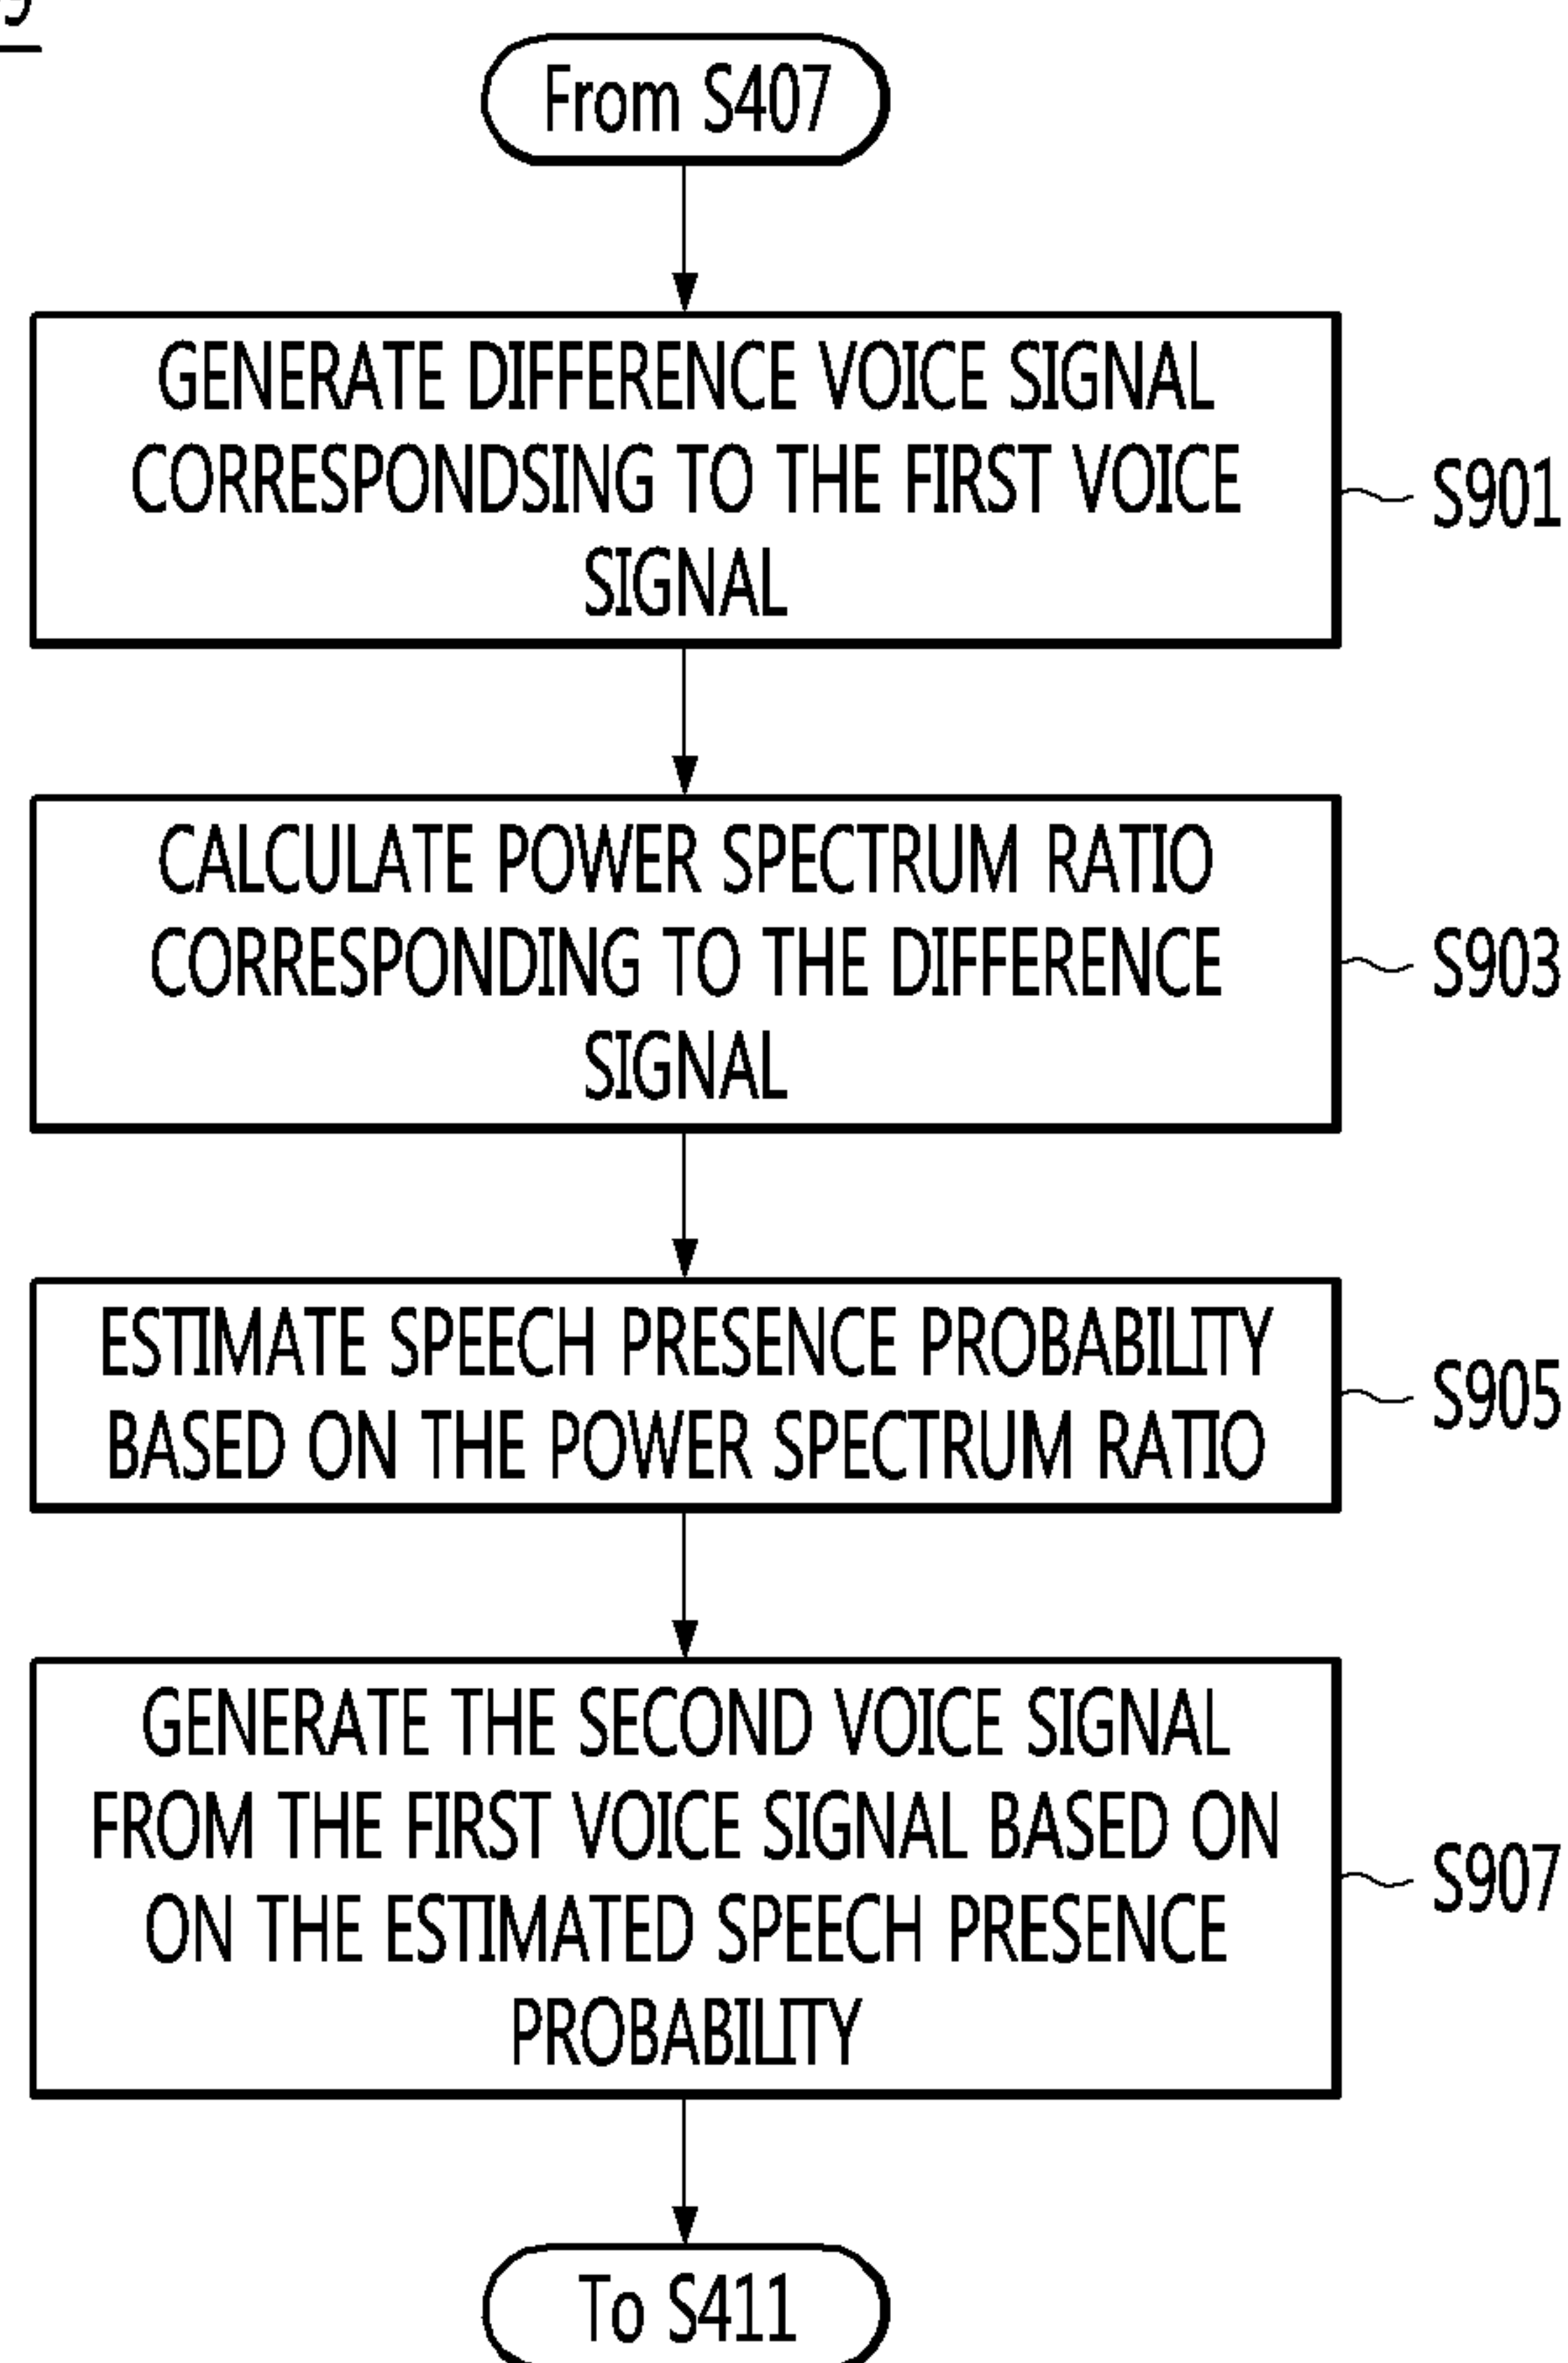 From S407
GENERATE DIFFERENCE VOICE SIGNAL
CORRESPONDSING TO THE FIRST VOICE
SIGNAL
S901
CALCULATE POWER SPECTRUM RATIO
CORRESPONDING TO THE DIFFERENCE
SIGNAL
S903
ESTIMATE SPEECH PRESENCE PROBABILITY
BASED ON THE POWER SPECTRUM RATIO
S905
GENERATE THE SECOND VOICE SIGNAL
FROM THE FIRST VOICE SIGNAL BASED ON
ON THE ESTIMATED SPEECH PRESENCE
PROBABILITY
S907
To S411